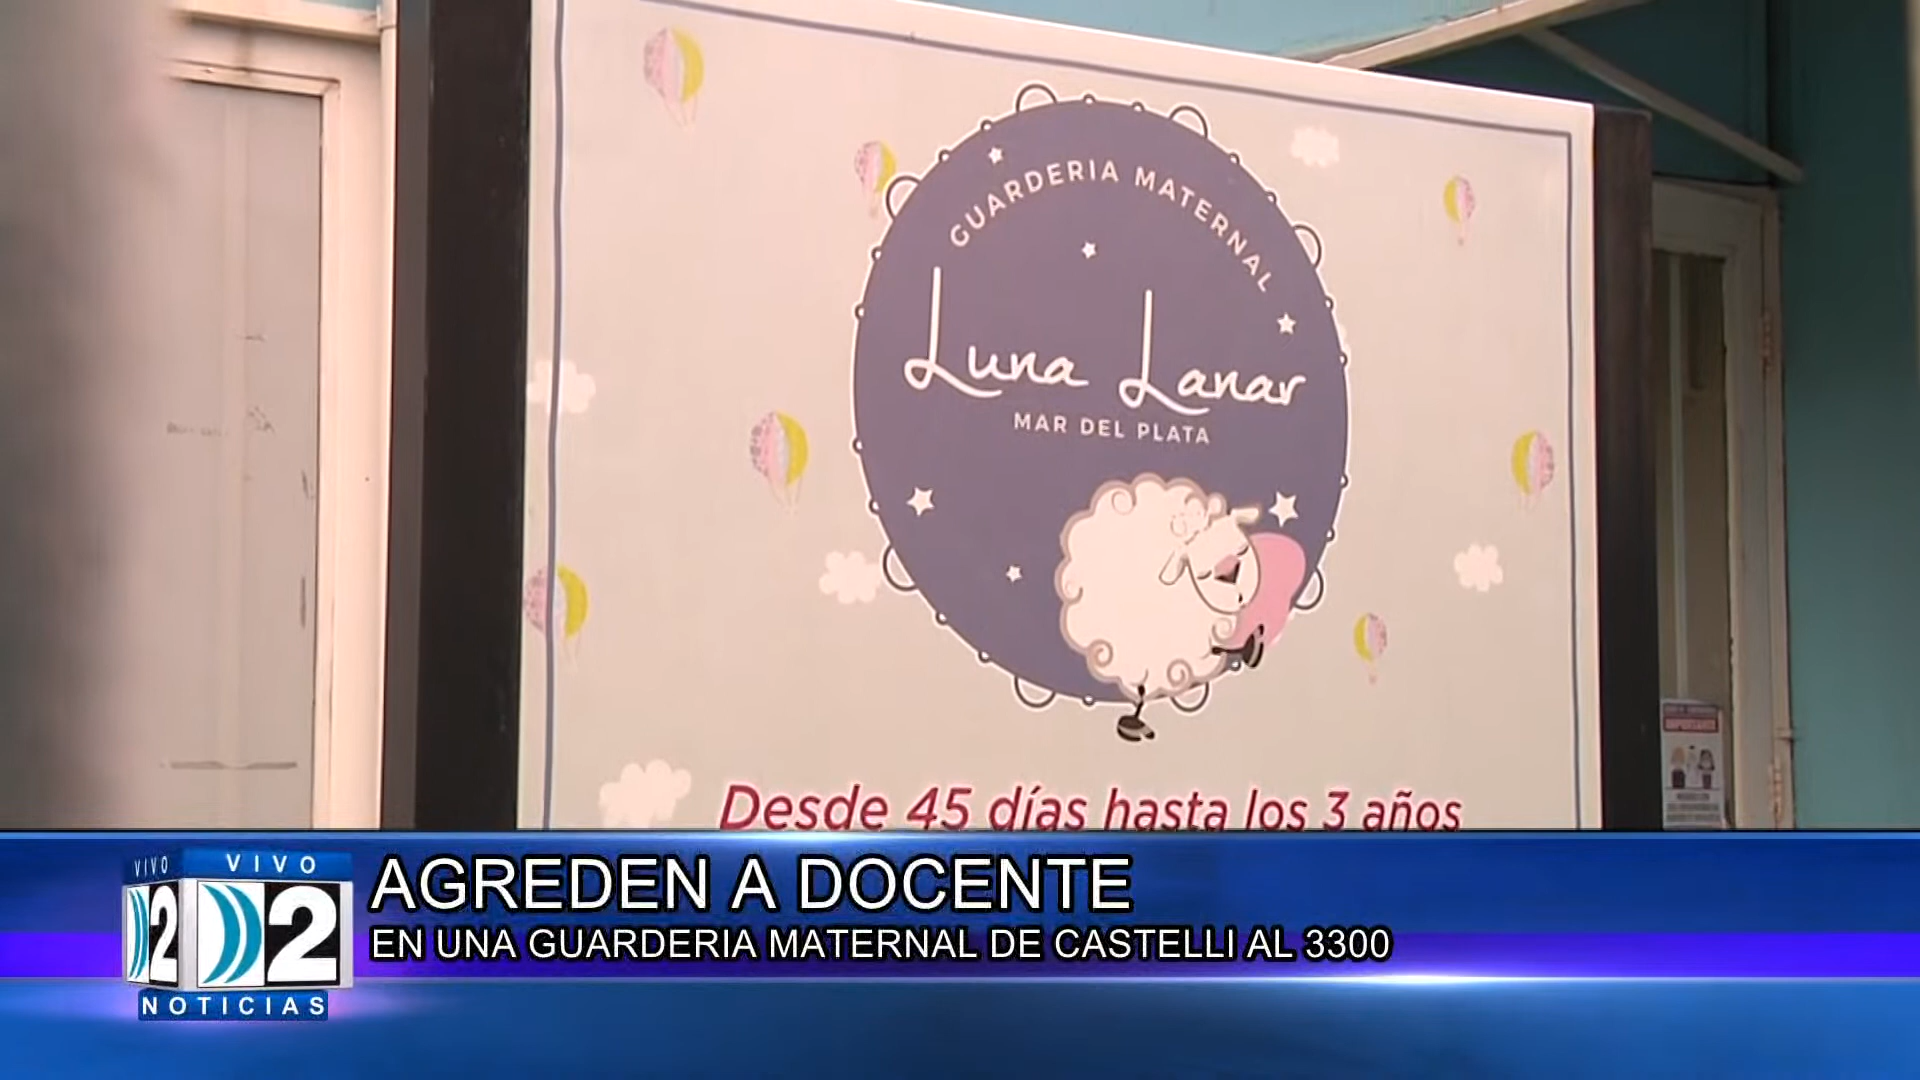 GUARDERIA MATERNAL
Luna Lanar
MAR DEL PLATA
Desde 45 días hasta los 3 años
VIVO
VIVO
2
2
NOTICIAS
AGREDEN A DOCENTE
EN UNA GUARDERIA MATERNAL DE CASTELLI AL 3300